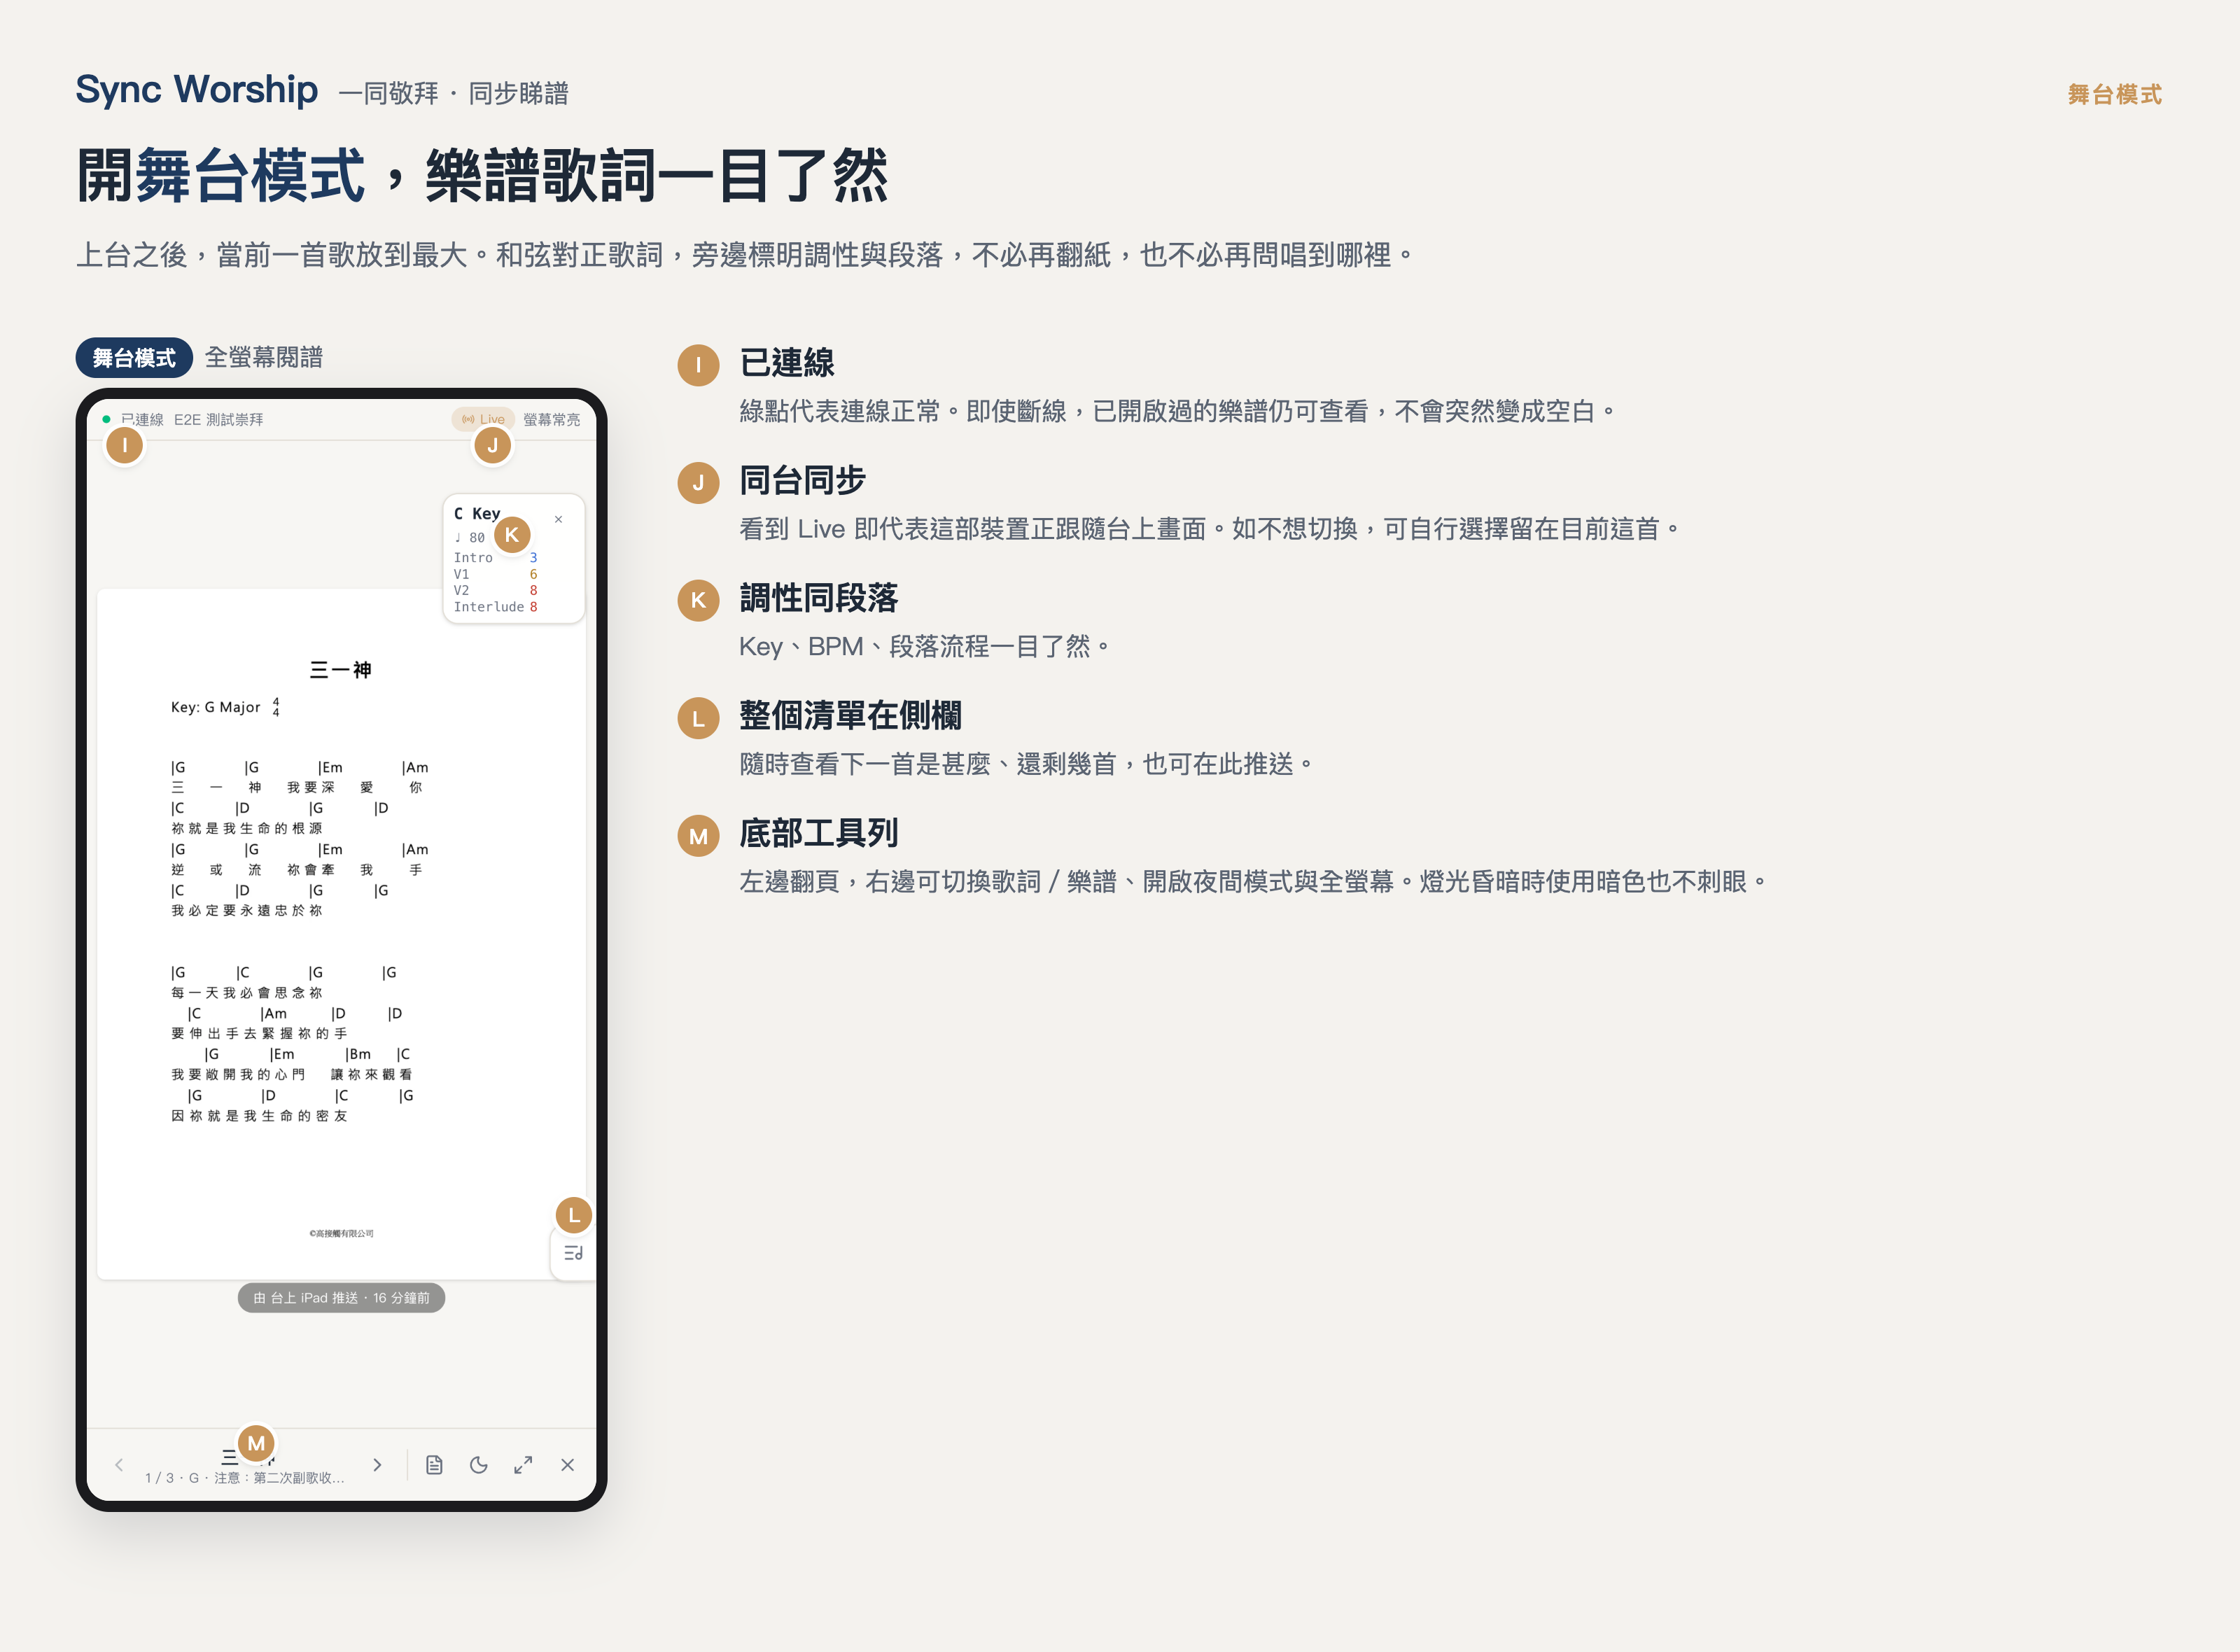 Sync Worship 一同敬拜 · 同步睇譜
舞台模式
開舞台模式，樂譜歌詞一目了然
上台之後，當前一首歌放到最大。和弦對正歌詞，旁邊標明調性與段落，不必再翻紙，也不必再問唱到哪裡。
舞台模式 全螢幕閱譜
已連線 E2E 測試崇拜 Live 螢幕常亮
I J
C Key ×
♩ 80 K
Intro 3
V1 6
V2 8
Interlude 8
三一神
Key: G Major 4/4
|G |G |Em |Am
三 一 神 我要深 愛 你
|C |D |G |D
祢就是我生命的根源
|G |G |Em |Am
逆 或 流 祢會牽 我 手
|C |D |G |G
我必定要永遠忠於祢
|G |C |G |G
每一天我必會思念祢
|C |Am |D |D
要伸出手去緊握祢的手
|G |Em |Bm |C
我要敞開我的心門 讓祢來觀看
|G |D |C |G
因祢就是我生命的密友
L
©高接觸有限公司
由 台上 iPad 推送 · 16 分鐘前
M
三
1 / 3 · G · 注意：第二次副歌收...
I 已連線
綠點代表連線正常。即使斷線，已開啟過的樂譜仍可查看，不會突然變成空白。
J 同台同步
看到 Live 即代表這部裝置正跟隨台上畫面。如不想切換，可自行選擇留在目前這首。
K 調性同段落
Key、BPM、段落流程一目了然。
L 整個清單在側欄
隨時查看下一首是甚麼、還剩幾首，也可在此推送。
M 底部工具列
左邊翻頁，右邊可切換歌詞 / 樂譜、開啟夜間模式與全螢幕。燈光昏暗時使用暗色也不刺眼。